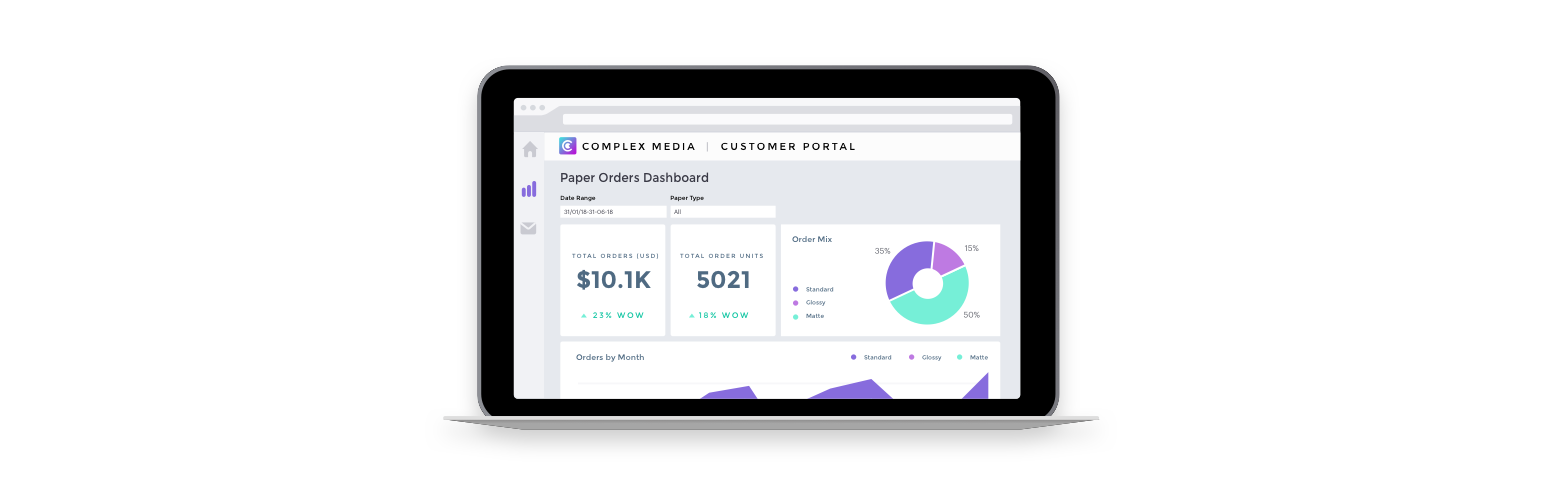 COMPLEX MEDIA | CUSTOMER PORTAL
Paper Orders Dashboard
Date Range
Paper Type
31/01/18-31-06-18
All
TOTAL ORDERS (USD)
$10.1K
23% WOW
TOTAL ORDER UNITS
5021
18% WOW
Order Mix
Standard
Glossy
Matte
35%
15%
50%
Orders by Month
Standard
Glossy
Matte